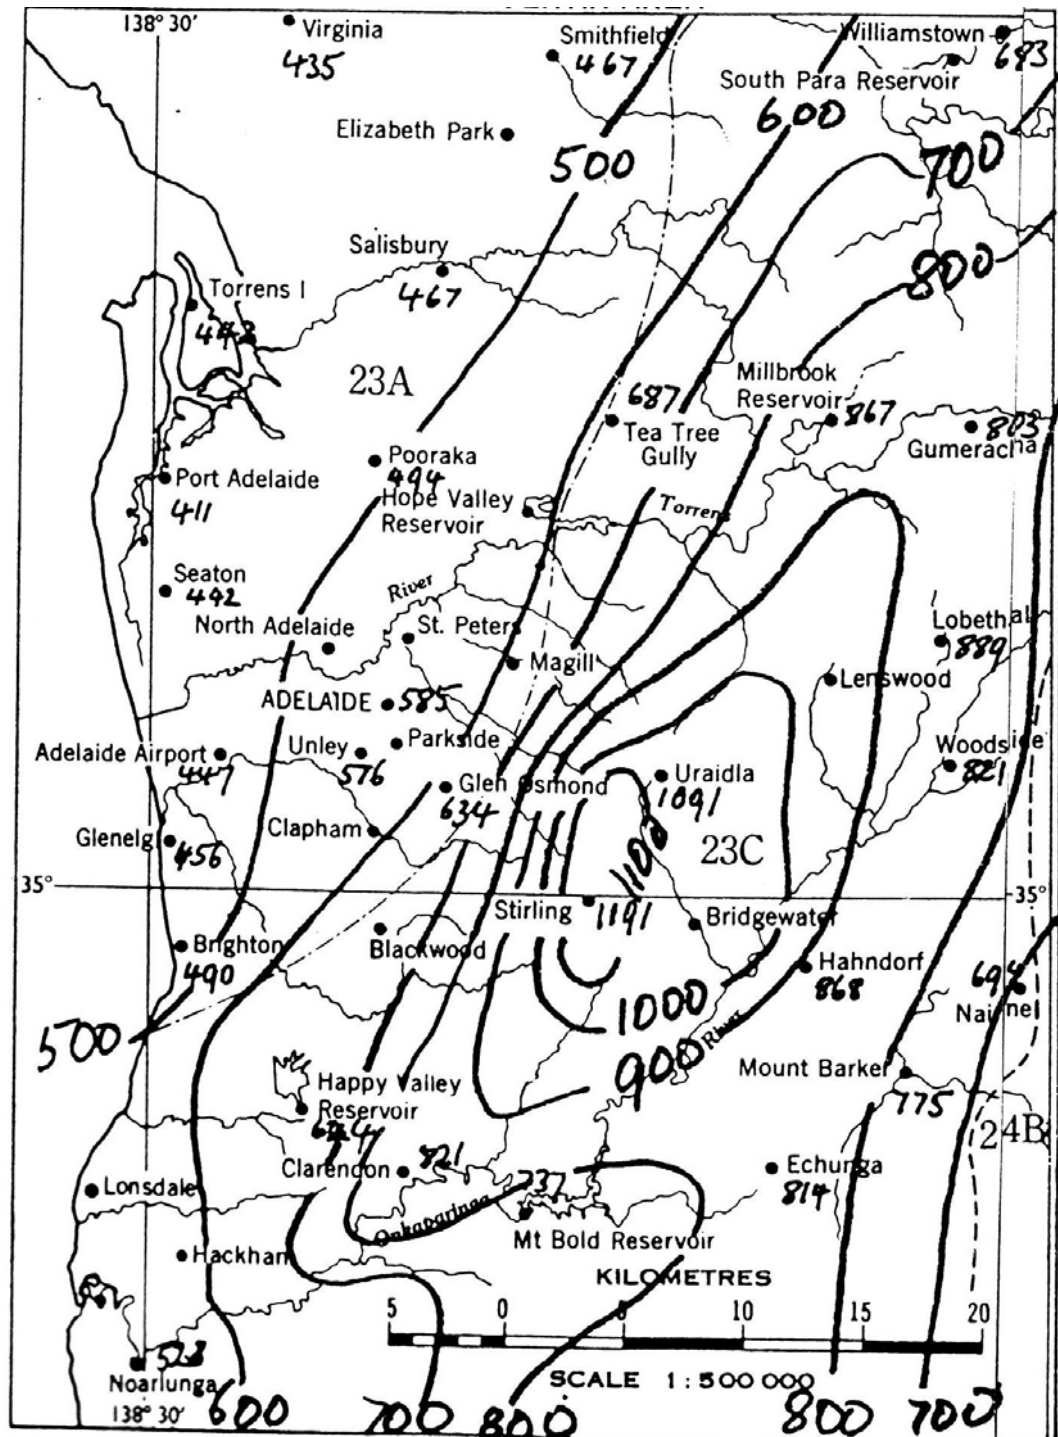 138° 30′
Virginia
435
Smithfield
467
Williamstown
683
South Para Reservoir
600
Elizabeth Park
500
700
Salisbury
467
800
Torrens I
442
23A
Millbrook
Reservoir
867
687
Tea Tree
Gully
803
Gumeracha
Pooraka
494
Port Adelaide
411
Hope Valley
Reservoir
Torrens
Seaton
442
River
North Adelaide
St. Peters
Magill
Lobethal
889
Lenswood
ADELAIDE
585
Parkside
Unley
576
Adelaide Airport
447
Woodside
821
Glen Osmond
634
Uraidla
1091
Clapham
Glenelg
456
1100
23C
35°
35°
Stirling
1191
Bridgewater
Brighton
490
Blackwood
Hahndorf
868
694
Nairne
1000
River
500
900
Mount Barker
775
Happy Valley
Reservoir
24B
Clarendon
821
Echunga
814
Lonsdale
Onkaparinga
737
Mt Bold Reservoir
Hackham
KILOMETRES
5 0 5 10 15 20
523
Noarlunga
SCALE 1:500 000
138° 30′
600
700
800
800
700